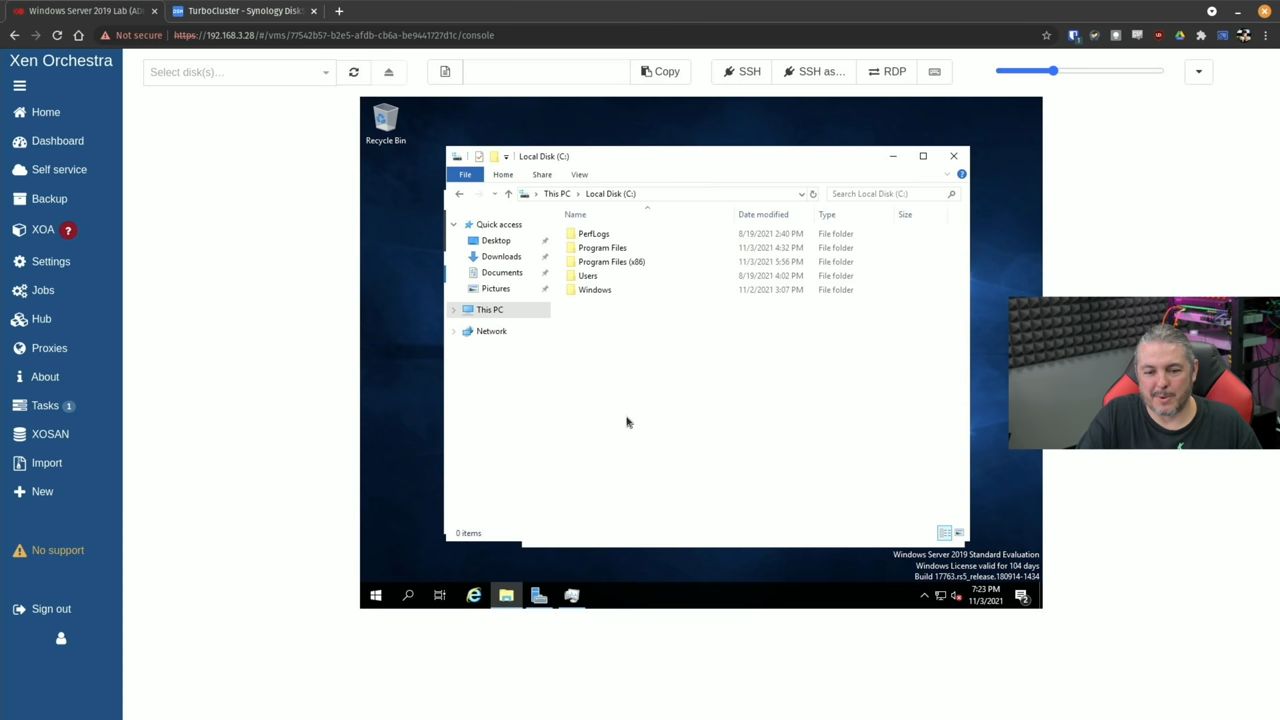 Windows Server 2019 Lab (AD
TurboCluster - Synology Disk
Not secure https://192.168.3.28/#/vms/77542b57-b2e5-afdb-cb6a-be9441727d1c/console
Xen Orchestra
Select disk(s)...
Copy
SSH
SSH as...
RDP
Home
Dashboard
Self service
Backup
XOA ?
Settings
Jobs
Hub
Proxies
About
Tasks 1
XOSAN
Import
New
No support
Sign out
Recycle Bin
Local Disk (C:)
File Home Share View
This PC > Local Disk (C:)
Search Local Disk (C:)
Quick access
Desktop
Downloads
Documents
Pictures
This PC
Network
Name Date modified Type Size
PerfLogs 8/19/2021 2:40 PM File folder
Program Files 11/3/2021 4:32 PM File folder
Program Files (x86) 11/3/2021 5:56 PM File folder
Users 8/19/2021 4:02 PM File folder
Windows 11/2/2021 3:07 PM File folder
0 items
Windows Server 2019 Standard Evaluation
Windows License valid for 104 days
Build 17763.rs5_release.180914-1434
7:23 PM
11/3/2021
2